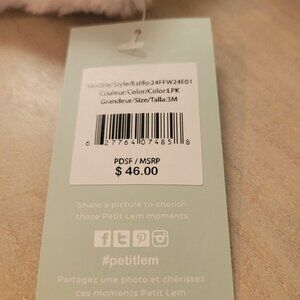 Modèle/Style/Estilo:24FFW24E01
Couleur/Color/Color:LPK
Grandeur/Size/Talla:3M
6 27764 07485 8
PDSF / MSRP
$ 46.00
Share a picture to cherish
those Petit Lem moments
#petitlem
Partagez une photo et chérissez
ces moments Petit Lem